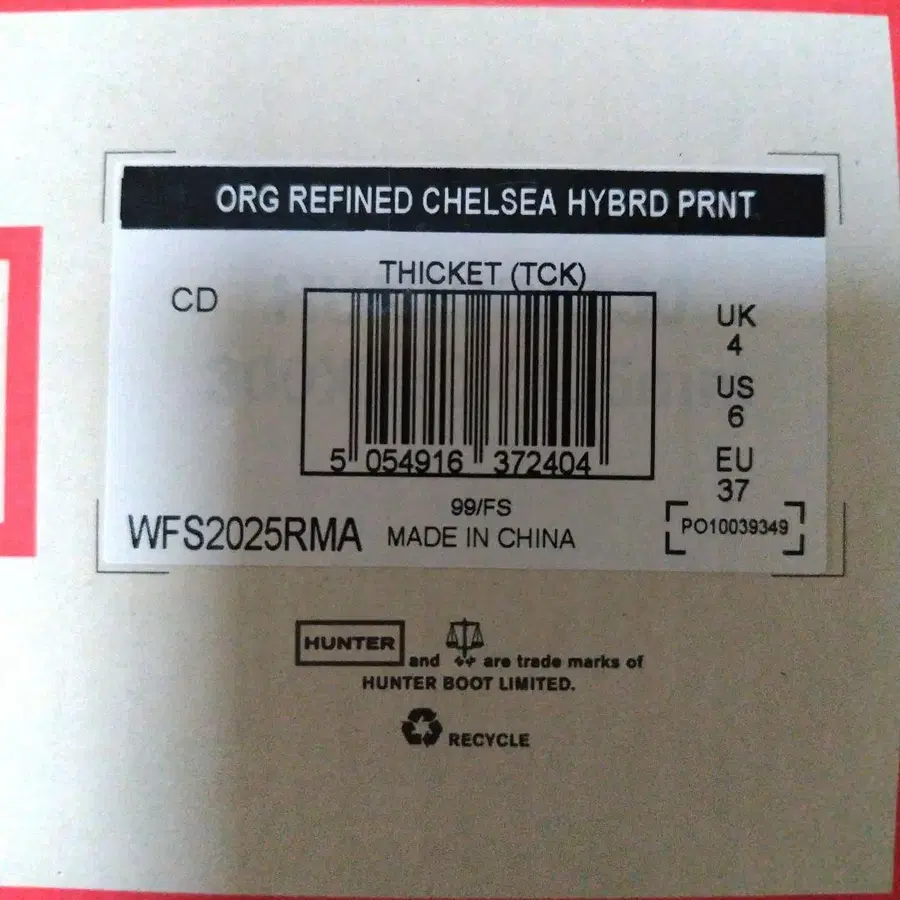 ORG REFINED CHELSEA HYBRD PRNT
THICKET (TCK)
CD
UK
4
US
6
EU
37
5 054916 372404
99/FS
WFS2025RMA
MADE IN CHINA
PO10039349
HUNTER and are trade marks of
HUNTER BOOT LIMITED.
RECYCLE